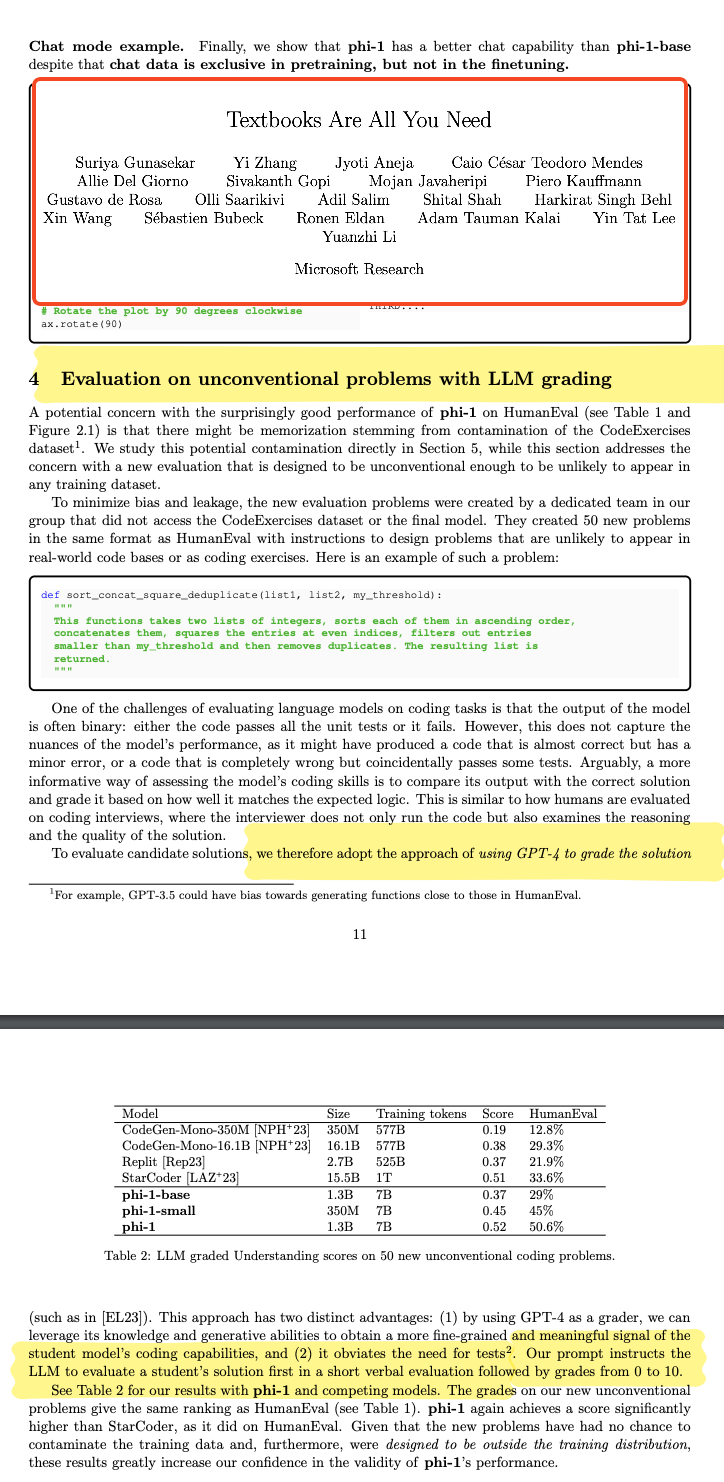 Chat mode example. Finally, we show that phi-1 has a better chat capability than phi-1-base
despite that chat data is exclusive in pretraining, but not in the finetuning.
Textbooks Are All You Need
Suriya Gunasekar Yi Zhang Jyoti Aneja Caio César Teodoro Mendes
Allie Del Giorno Sivakanth Gopi Mojan Javaheripi Piero Kauffmann
Gustavo de Rosa Olli Saarikivi Adil Salim Shital Shah Harkirat Singh Behl
Xin Wang Sébastien Bubeck Ronen Eldan Adam Tauman Kalai Yin Tat Lee
Yuanzhi Li
Microsoft Research
# Rotate the plot by 90 degrees clockwise
ax.rotate(90)
4 Evaluation on unconventional problems with LLM grading
A potential concern with the surprisingly good performance of phi-1 on HumanEval (see Table 1 and
Figure 2.1) is that there might be memorization stemming from contamination of the CodeExercises
dataset1. We study this potential contamination directly in Section 5, while this section addresses the
concern with a new evaluation that is designed to be unconventional enough to be unlikely to appear in
any training dataset.
To minimize bias and leakage, the new evaluation problems were created by a dedicated team in our
group that did not access the CodeExercises dataset or the final model. They created 50 new problems
in the same format as HumanEval with instructions to design problems that are unlikely to appear in
real-world code bases or as coding exercises. Here is an example of such a problem:
def sort_concat_square_deduplicate(list1, list2, my_threshold):
"""
This functions takes two lists of integers, sorts each of them in ascending order,
concatenates them, squares the entries at even indices, filters out entries
smaller than my_threshold and then removes duplicates. The resulting list is
returned.
"""
One of the challenges of evaluating language models on coding tasks is that the output of the model
is often binary: either the code passes all the unit tests or it fails. However, this does not capture the
nuances of the model's performance, as it might have produced a code that is almost correct but has a
minor error, or a code that is completely wrong but coincidentally passes some tests. Arguably, a more
informative way of assessing the model's coding skills is to compare its output with the correct solution
and grade it based on how well it matches the expected logic. This is similar to how humans are evaluated
on coding interviews, where the interviewer does not only run the code but also examines the reasoning
and the quality of the solution.
To evaluate candidate solutions, we therefore adopt the approach of using GPT-4 to grade the solution
1For example, GPT-3.5 could have bias towards generating functions close to those in HumanEval.
11
Model Size Training tokens Score HumanEval
CodeGen-Mono-350M [NPH+23] 350M 577B 0.19 12.8%
CodeGen-Mono-16.1B [NPH+23] 16.1B 577B 0.38 29.3%
Replit [Rep23] 2.7B 525B 0.37 21.9%
StarCoder [LAZ+23] 15.5B 1T 0.51 33.6%
phi-1-base 1.3B 7B 0.37 29%
phi-1-small 350M 7B 0.45 45%
phi-1 1.3B 7B 0.52 50.6%
Table 2: LLM graded Understanding scores on 50 new unconventional coding problems.
(such as in [EL23]). This approach has two distinct advantages: (1) by using GPT-4 as a grader, we can
leverage its knowledge and generative abilities to obtain a more fine-grained and meaningful signal of the
student model's coding capabilities, and (2) it obviates the need for tests2. Our prompt instructs the
LLM to evaluate a student's solution first in a short verbal evaluation followed by grades from 0 to 10.
See Table 2 for our results with phi-1 and competing models. The grades on our new unconventional
problems give the same ranking as HumanEval (see Table 1). phi-1 again achieves a score significantly
higher than StarCoder, as it did on HumanEval. Given that the new problems have had no chance to
contaminate the training data and, furthermore, were designed to be outside the training distribution,
these results greatly increase our confidence in the validity of phi-1's performance.